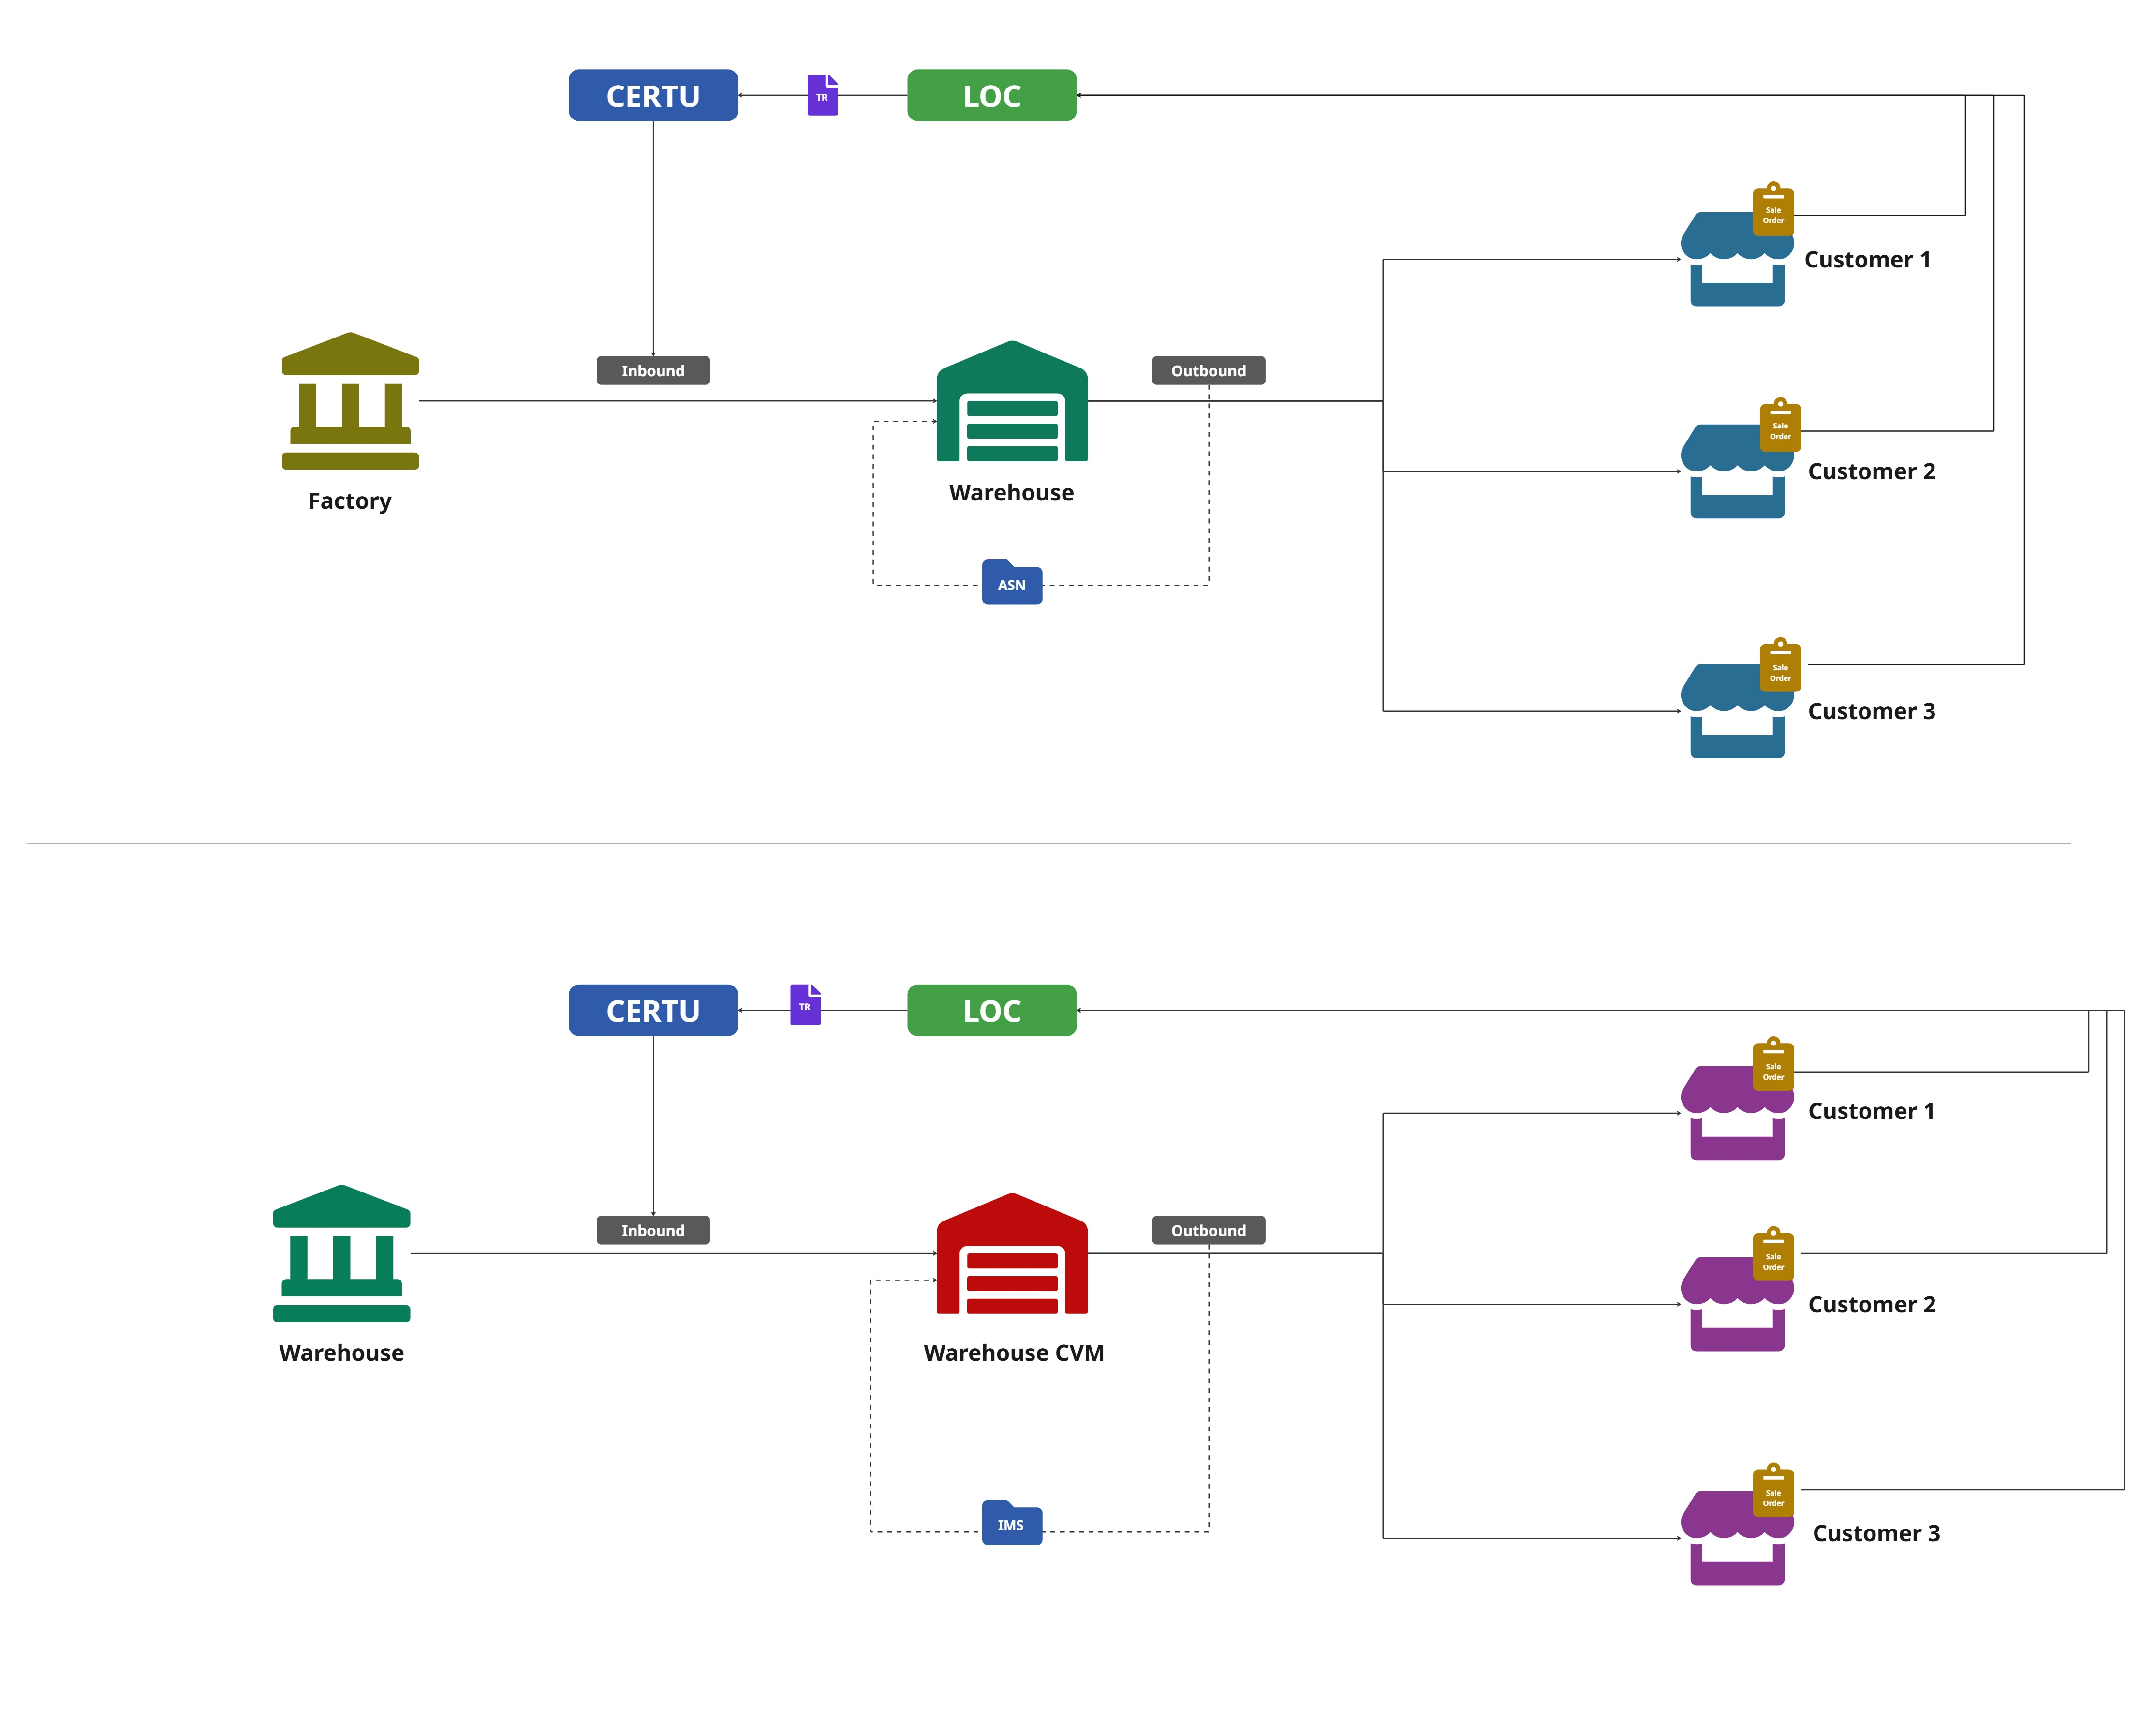 CERTU
TR
LOC
Sale
Order
Customer 1
Inbound
Outbound
Sale
Order
Customer 2
Warehouse
Factory
ASN
Sale
Order
Customer 3
CERTU
TR
LOC
Sale
Order
Customer 1
Inbound
Outbound
Sale
Order
Customer 2
Warehouse
Warehouse CVM
Sale
Order
IMS
Customer 3